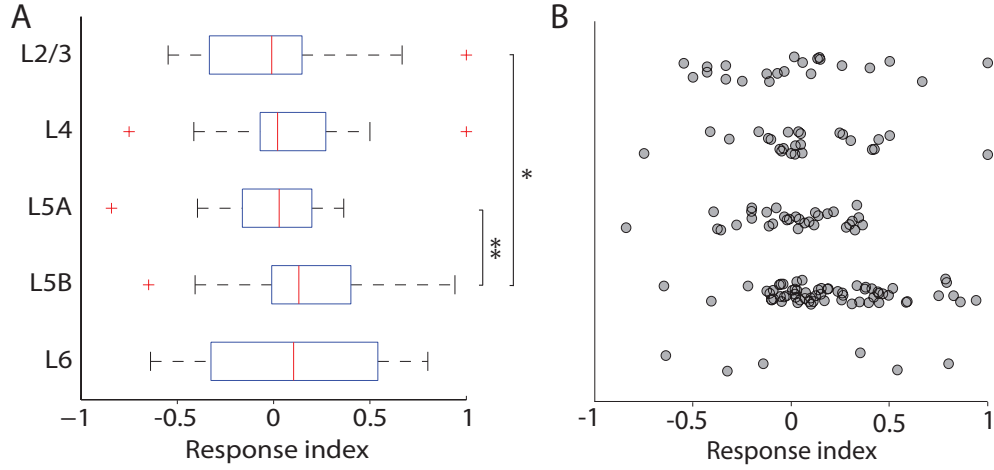 A
B
L2/3
L4
*
L5A
**
L5B
L6
−1
-0.5
0
0.5
1
-1
-0.5
0
0.5
1
Response index
Response index